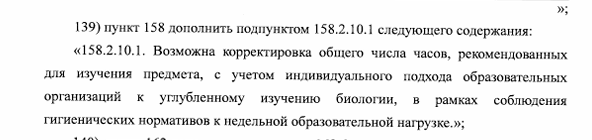 »;
139) пункт 158 дополнить подпунктом 158.2.10.1 следующего содержания:
«158.2.10.1. Возможна корректировка общего числа часов, рекомендованных
для изучения предмета, с учетом индивидуального подхода образовательных
организаций к углубленному изучению биологии, в рамках соблюдения
гигиенических нормативов к недельной образовательной нагрузке.»;